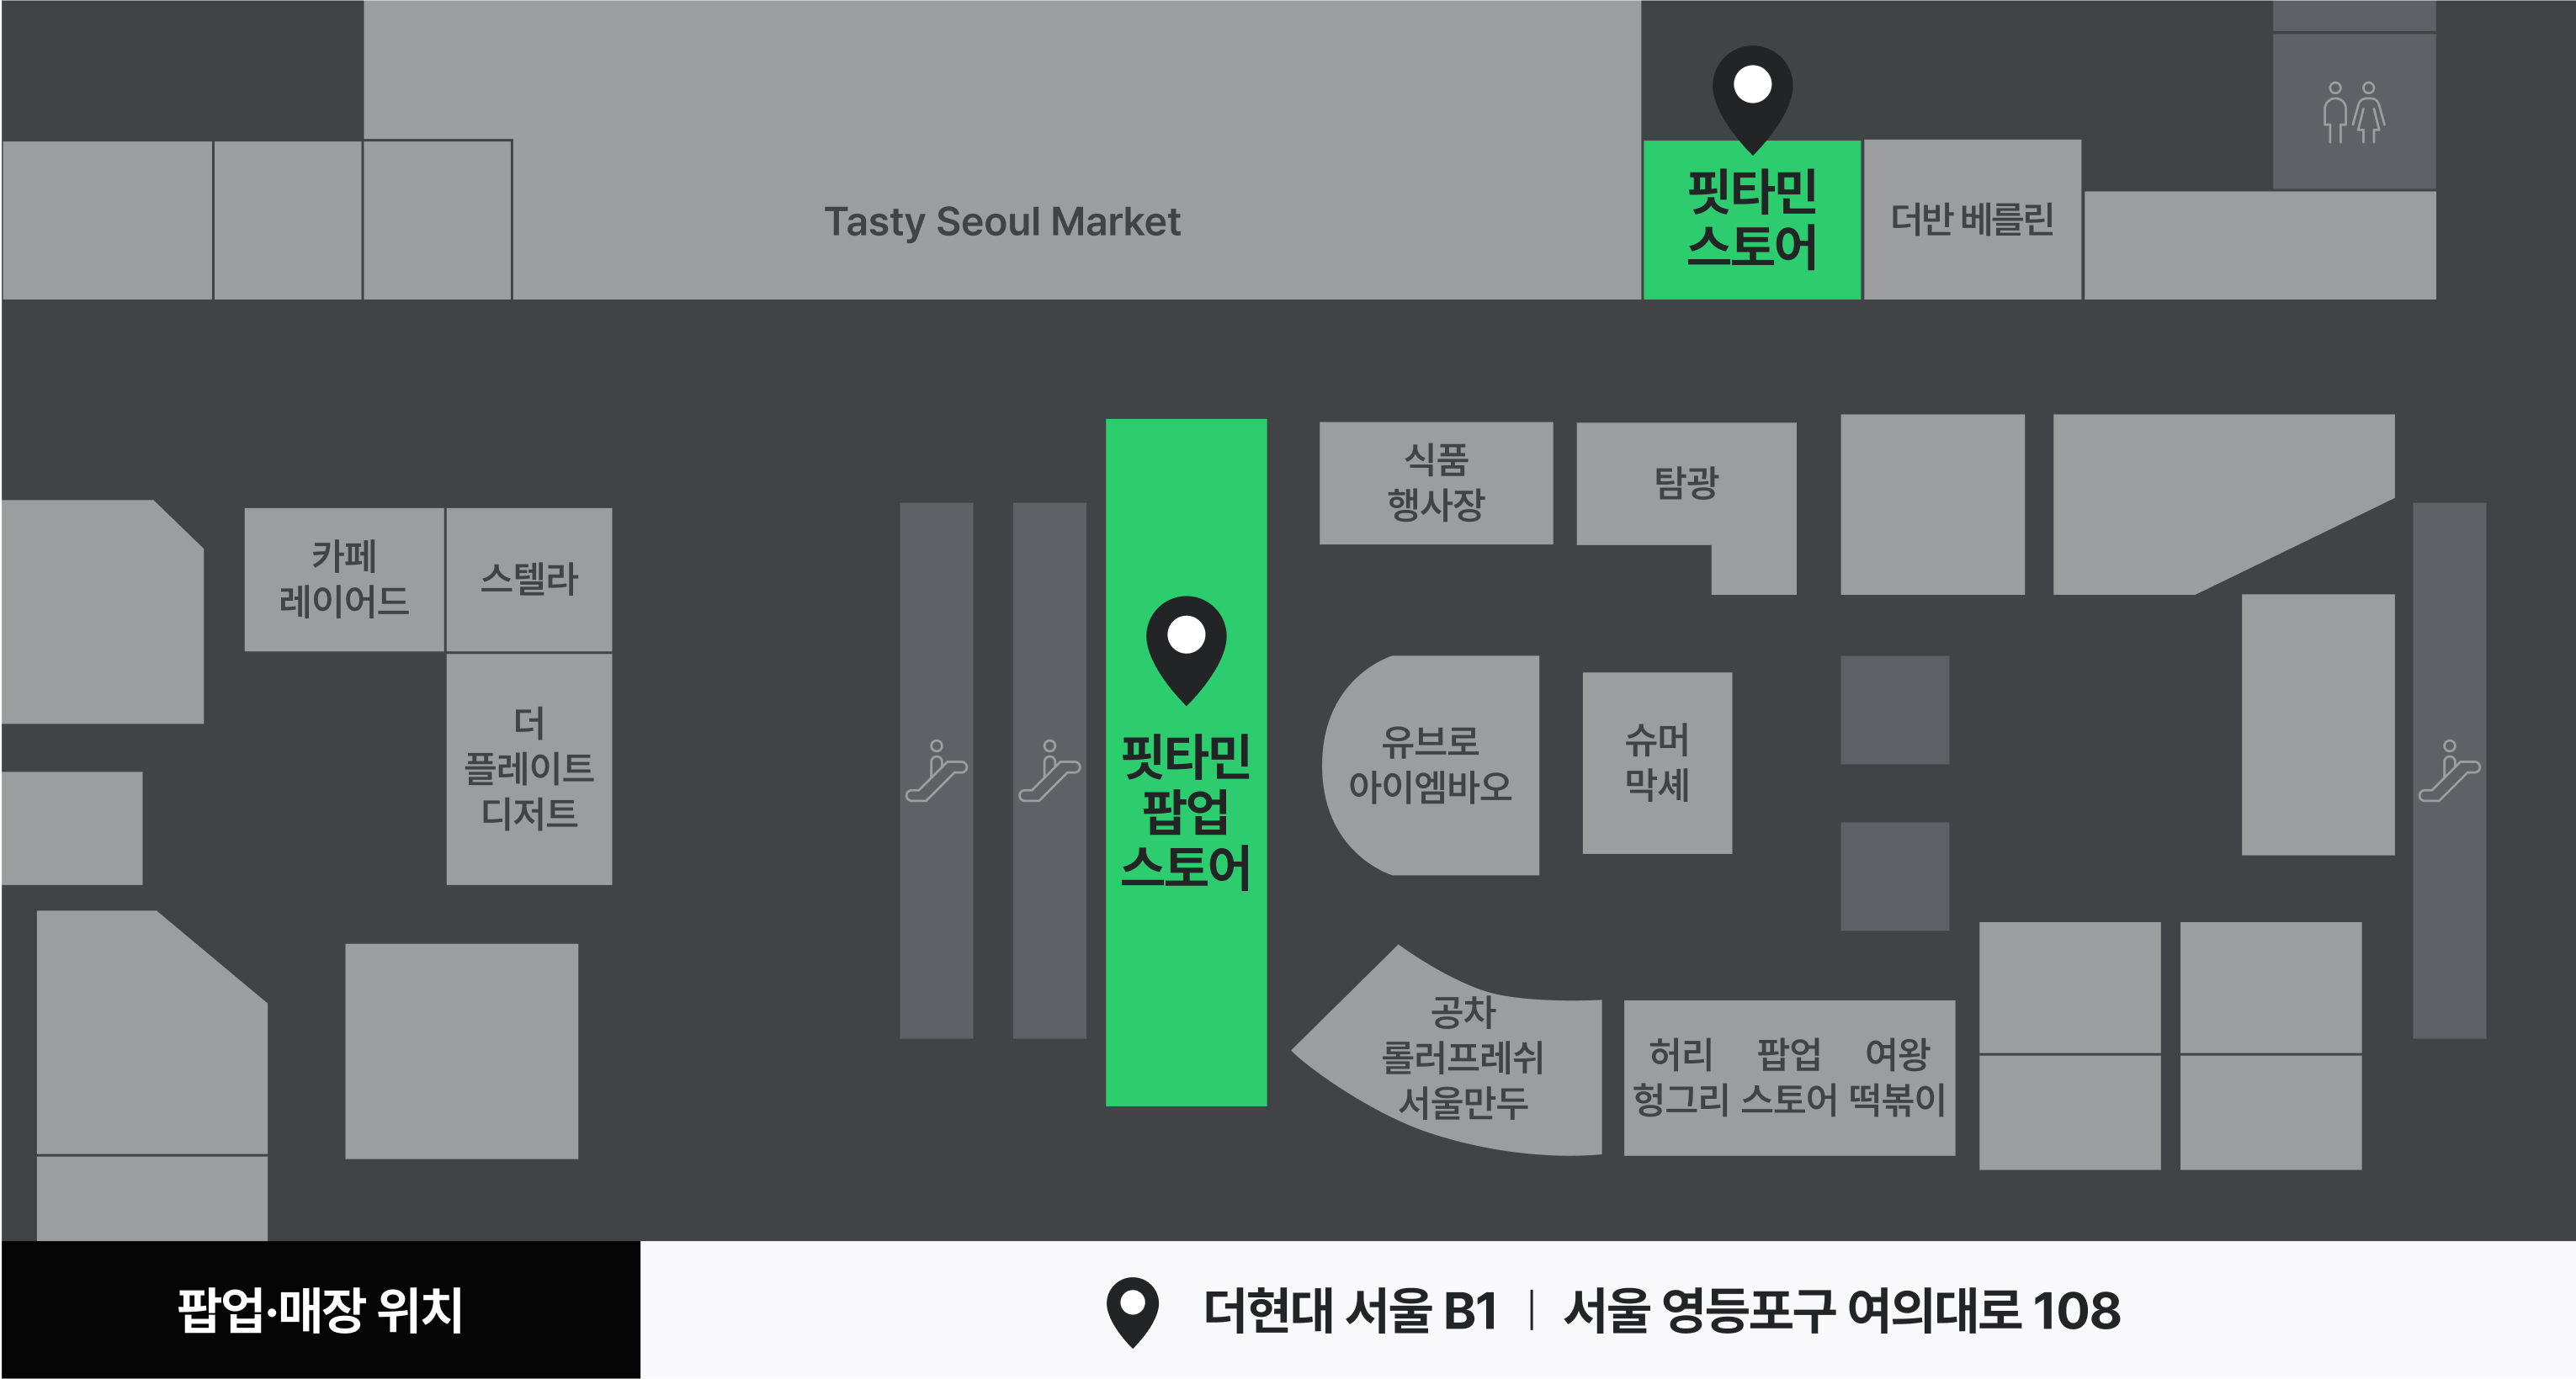 Tasty Seoul Market
핏타민
스토어
더반 베를린
식품
행사장
탐광
카페
레이어드
스텔라
더
플레이트
디저트
핏타민
팝업
스토어
유브로
아이엠바오
슈머
막셰
공차
롤러프레쉬
서울만두
허리
헝그리
팝업
스토어
여왕
떡볶이
팝업·매장 위치
더현대 서울 B1 | 서울 영등포구 여의대로 108